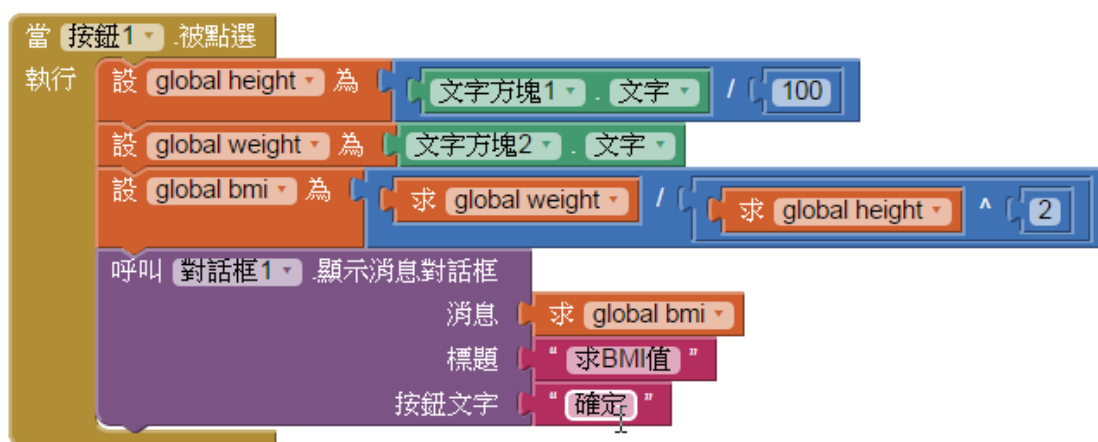 當 按鈕1 .被點選
執行 設 global height 為 文字方塊1 . 文字 / 100
設 global weight 為 文字方塊2 . 文字
設 global bmi 為 求 global weight / 求 global height ^ 2
呼叫 對話框1 .顯示消息對話框
消息 求 global bmi
標題 “ 求BMI值 ”
按鈕文字 “ 確定 ”